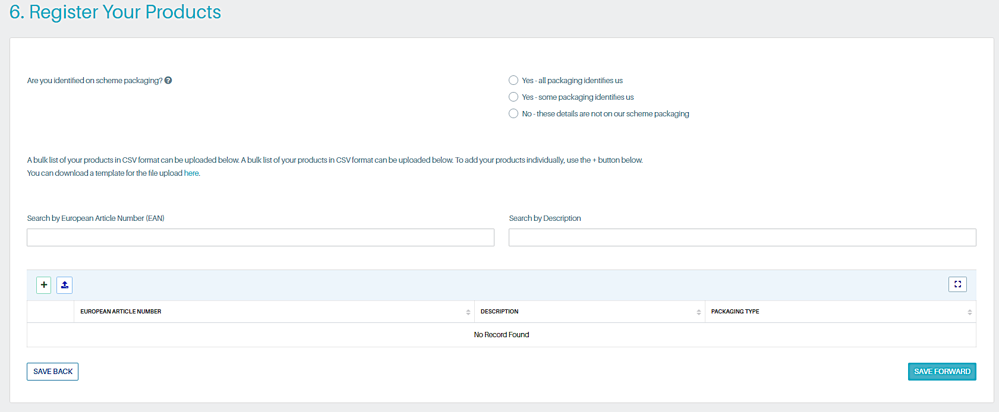 6. Register Your Products
Are you identified on scheme packaging?
Yes - all packaging identifies us
Yes - some packaging identifies us
No - these details are not on our scheme packaging
A bulk list of your products in CSV format can be uploaded below. A bulk list of your products in CSV format can be uploaded below. To add your products individually, use the + button below.
You can download a template for the file upload here.
Search by European Article Number (EAN)
Search by Description
EUROPEAN ARTICLE NUMBER
DESCRIPTION
PACKAGING TYPE
No Record Found
SAVE BACK
SAVE FORWARD